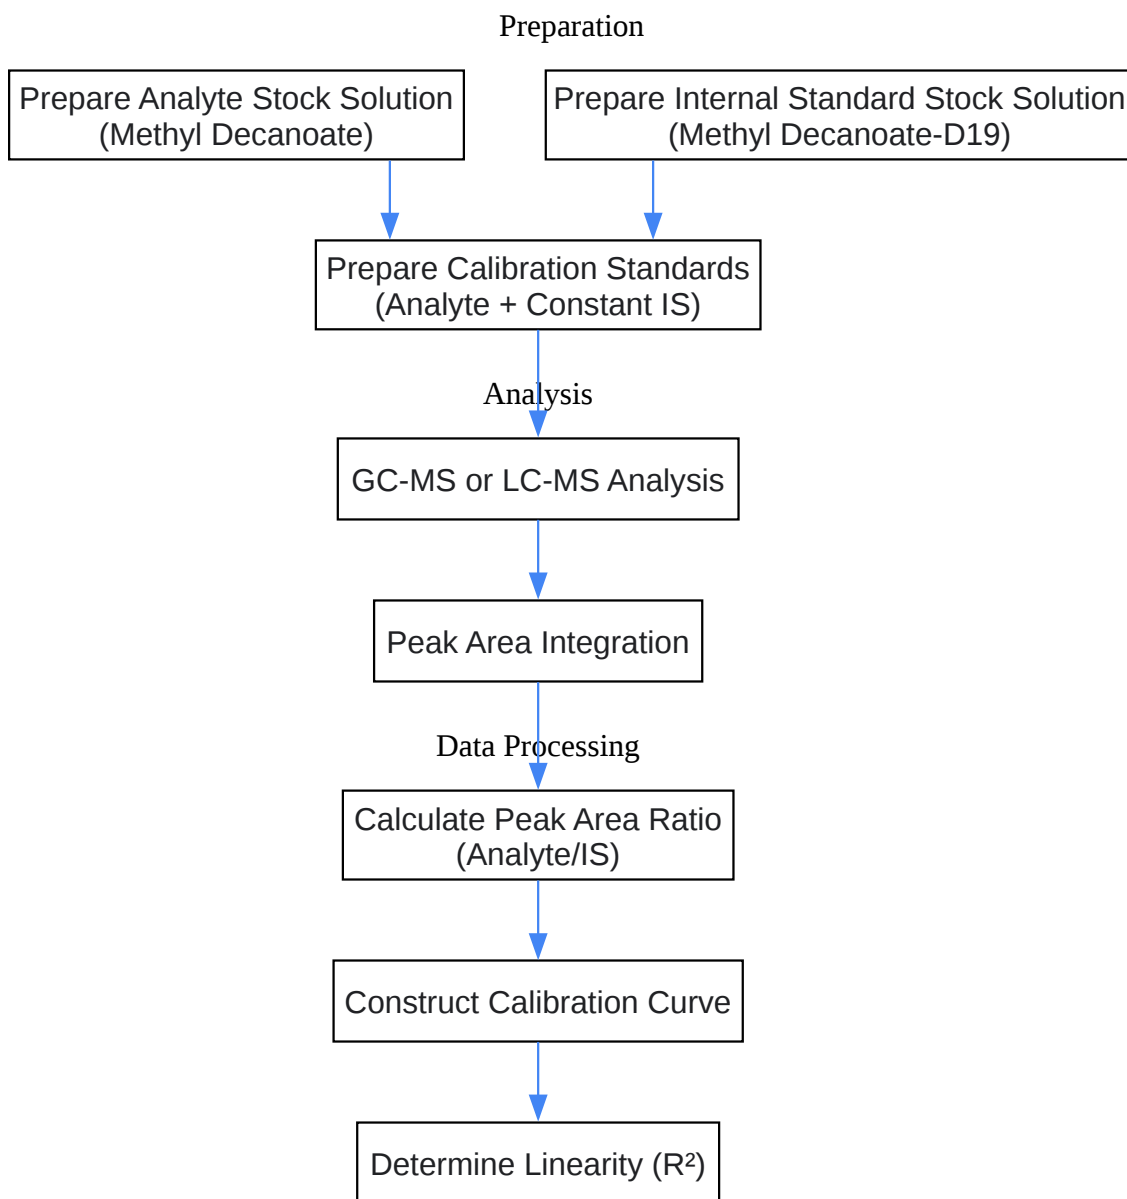 Preparation
Prepare Analyte Stock Solution
(Methyl Decanoate)
Prepare Internal Standard Stock Solution
(Methyl Decanoate-D19)
Prepare Calibration Standards
(Analyte + Constant IS)
Analysis
GC-MS or LC-MS Analysis
Peak Area Integration
Data Processing
Calculate Peak Area Ratio
(Analyte/IS)
Construct Calibration Curve
Determine Linearity (R²)